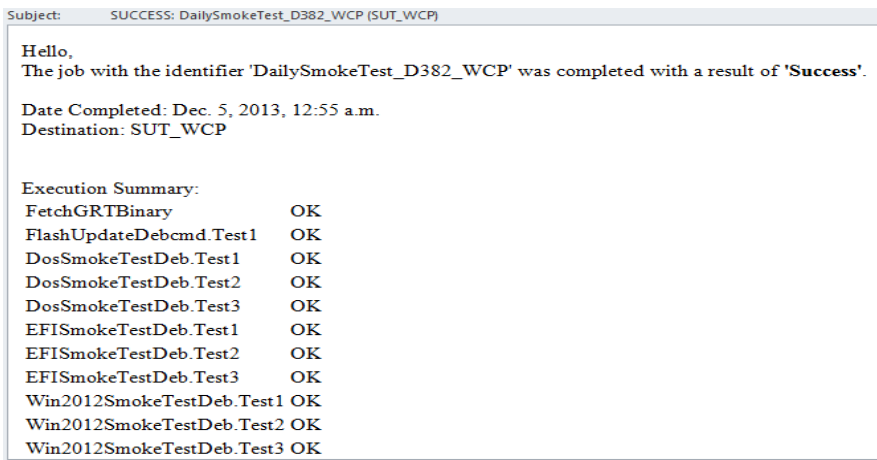 Subject: SUCCESS: DailySmokeTest_D382_WCP (SUT_WCP)
Hello,
The job with the identifier 'DailySmokeTest_D382_WCP' was completed with a result of 'Success'.
Date Completed: Dec. 5, 2013, 12:55 a.m.
Destination: SUT_WCP
Execution Summary:
FetchGRTBinary OK
FlashUpdateDebcmd.Test1 OK
DosSmokeTestDeb.Test1 OK
DosSmokeTestDeb.Test2 OK
DosSmokeTestDeb.Test3 OK
EFISmokeTestDeb.Test1 OK
EFISmokeTestDeb.Test2 OK
EFISmokeTestDeb.Test3 OK
Win2012SmokeTestDeb.Test1 OK
Win2012SmokeTestDeb.Test2 OK
Win2012SmokeTestDeb.Test3 OK